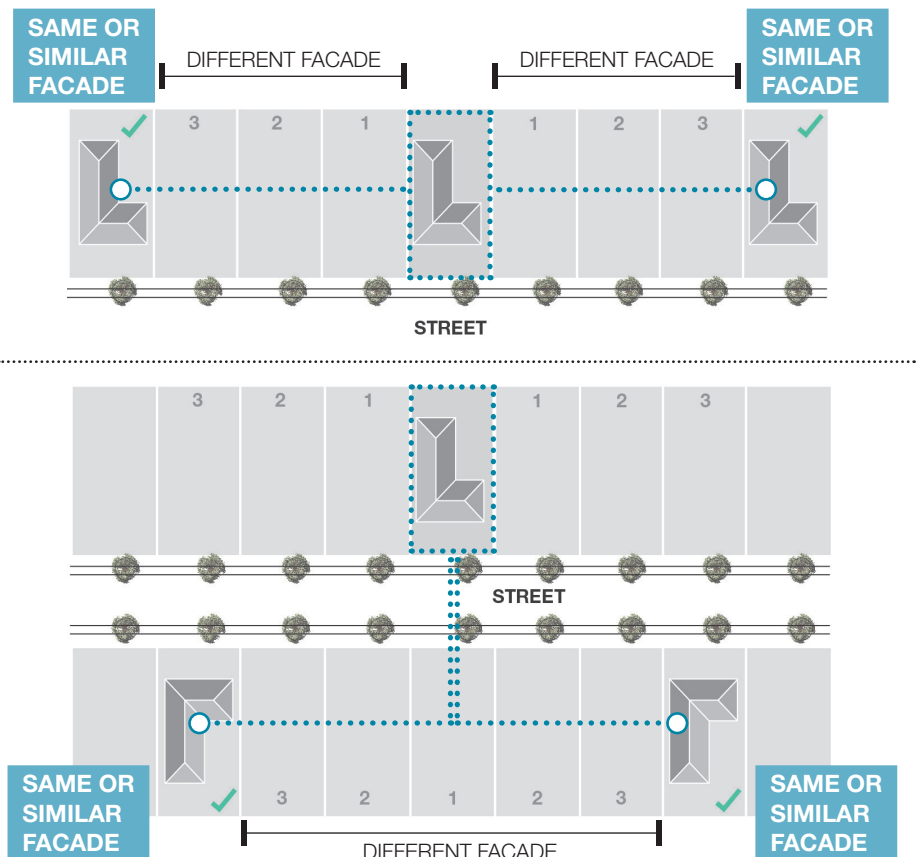 SAME OR
SIMILAR
FACADE
DIFFERENT FACADE
DIFFERENT FACADE
SAME OR
SIMILAR
FACADE
3 2 1 1 2 3
STREET
3 2 1 1 2 3
STREET
SAME OR
SIMILAR
FACADE
3 2 1 2 3
DIFFERENT FACADE
SAME OR
SIMILAR
FACADE